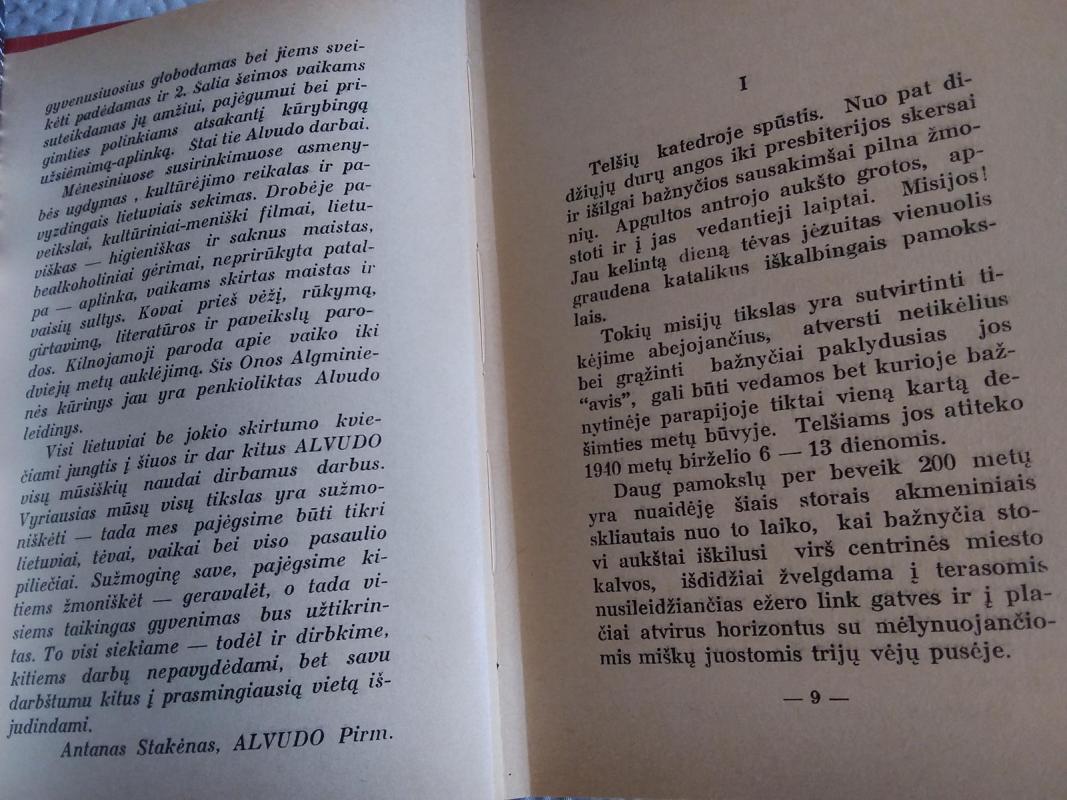 gyvenusiuosius globodamas bei jiems svei-
kėti padėdamas ir 2. Šalia šeimos vaikams
suteikdamas jų amžiui, pajėgumui bei pri-
gimties polinkiams atsakantį kūrybingą
užsiėmimą-aplinką. Štai tie Alvudo darbai.
Mėnesiniuose susirinkimuose asmeny-
bės ugdymas , kultūrėjimo reikalas ir pa-
vyzdingais lietuviais sekimas. Drobėje pa-
veikslai, kultūriniai-meniški filmai, lietu-
viškas — higieniškas ir saknus maistas,
bealkoholiniai gėrimai, neprirūkyta patal-
pa — aplinka, vaikams skirtas maistas ir
vaisių sultys. Kovai prieš vėžį, rūkymą,
girtavimą, literatūros ir paveikslų paro-
dos. Kilnojamoji paroda apie vaiko iki
dviejų metų auklėjimą. Šis Onos Algminie-
nės kūrinys jau yra penkioliktas Alvudo
leidinys.
Visi lietuviai be jokio skirtumo kvie-
čiami jungtis į šiuos ir dar kitus ALVUDO
visų mūsiškių naudai dirbamus darbus.
Vyriausias mūsų visų tikslas yra sužmo-
niškėti — tada mes pajėgsime būti tikri
lietuviai, tėvai, vaikai bei viso pasaulio
piliečiai. Sužmoginę save, pajėgsime ki-
tiems žmoniškėt — geravalėt, o tada vi-
siems taikingas gyvenimas bus užtikrin-
tas. To visi siekiame — todėl ir dirbkime,
kitiems darbų nepavydėdami, bet savu
darbštumu kitus į prasmingiausią vietą iš-
judindami.
Antanas Stakėnas, ALVUDO Pirm.
I
Telšių katedroje spūstis. Nuo pat di-
džiųjų durų angos iki presbiterijos skersai
ir išilgai bažnyčios sausakimšai pilna žmo-
nių. Apgultos antrojo aukšto grotos, ap-
stoti ir į jas vedantieji laiptai. Misijos!
Jau kelintą dieną tėvas jėzuitas vienuolis
graudena katalikus iškalbingais pamoks-
lais.
Tokių misijų tikslas yra sutvirtinti ti-
kėjime abejojančius, atversti netikėlius
bei grąžinti bažnyčiai paklydusias jos
“avis”, gali būti vedamos bet kurioje baž-
nytinėje parapijoje tiktai vieną kartą de-
šimties metų būvyje. Telšiams jos atiteko
1940 metų birželio 6 — 13 dienomis.
Daug pamokslų per beveik 200 metų
yra nuaidėję šiais storais akmeniniais
skliautais nuo to laiko, kai bažnyčia sto-
vi aukštai iškilusi virš centrinės miesto
kalvos, išdidžiai žvelgdama į terasomis
nusileidžiančias ežero link gatves ir į pla-
čiai atvirus horizontus su mėlynuojančio-
mis miškų juostomis trijų vėjų pusėje.
— 9 —